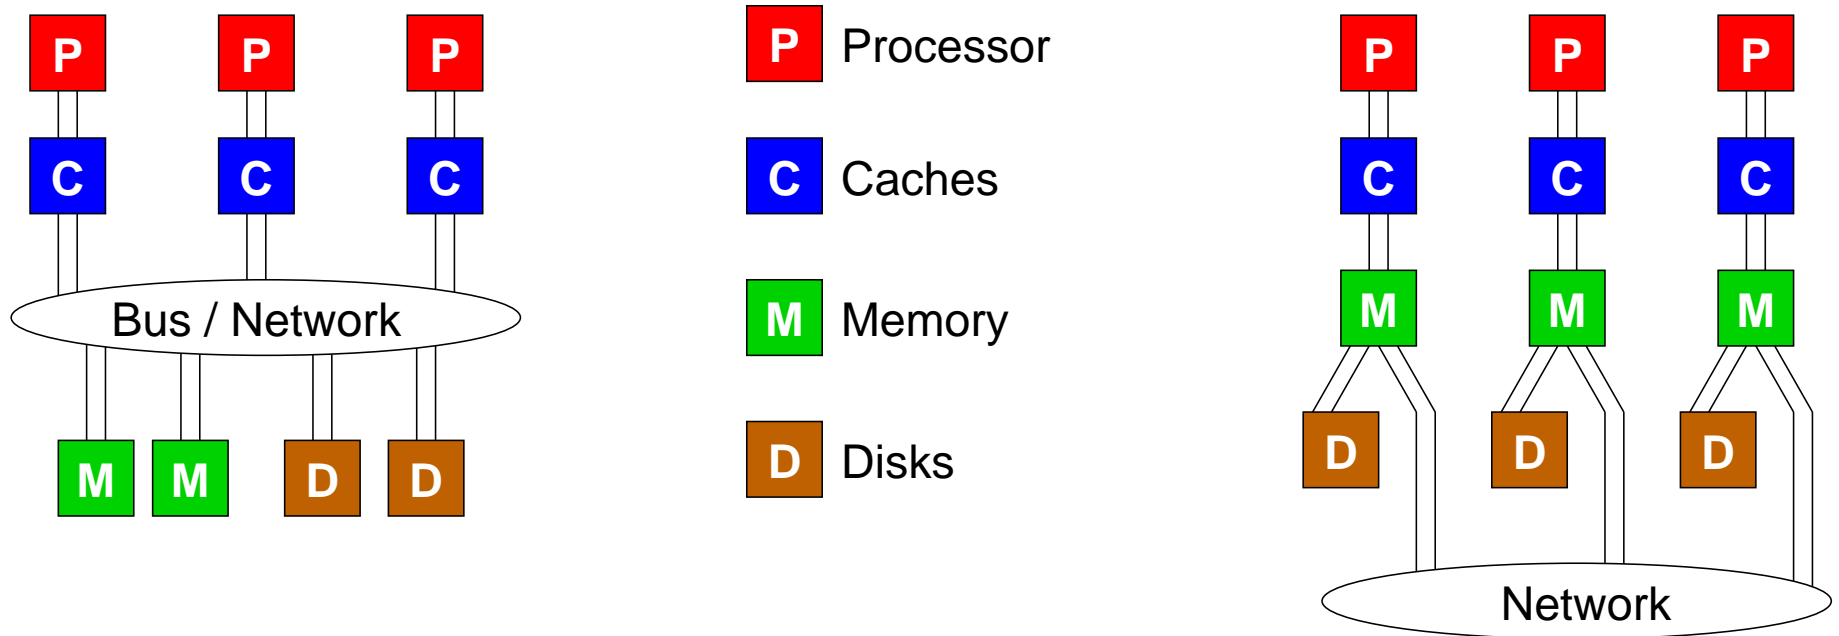 P P P
C C C
Bus / Network
M M D D
P Processor
C Caches
M Memory
D Disks
P P P
C C C
M M M
D D D
Network